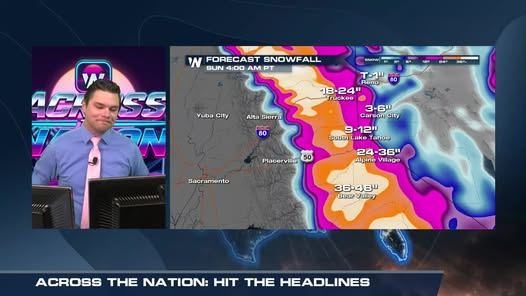 W
ACROSS
W FORECAST SNOWFALL
SUN 4:00 AM PT
SNOW
T-1"
Reno
80
18-24"
Truckee
3-6"
Carson City
Yuba City
Alta Sierra
80
9-12"
South Lake Tahoe
Placerville
50
24-36"
Alpine Village
Sacramento
36-48"
Bear Valley
ACROSS THE NATION: HIT THE HEADLINES